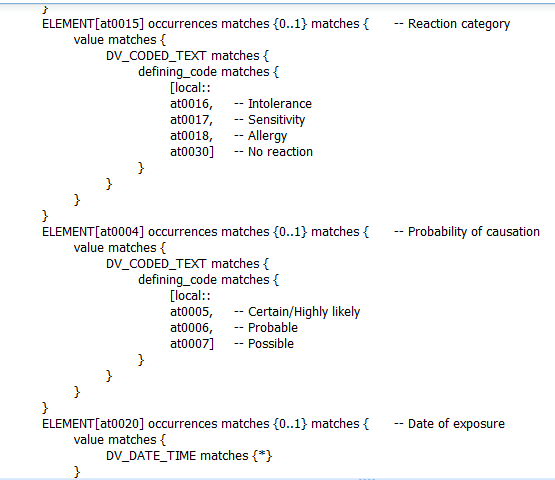 }
ELEMENT[at0015] occurrences matches {0..1} matches { -- Reaction category
value matches {
DV_CODED_TEXT matches {
defining_code matches {
[local::
at0016, -- Intolerance
at0017, -- Sensitivity
at0018, -- Allergy
at0030] -- No reaction
}
}
}
}
ELEMENT[at0004] occurrences matches {0..1} matches { -- Probability of causation
value matches {
DV_CODED_TEXT matches {
defining_code matches {
[local::
at0005, -- Certain/Highly likely
at0006, -- Probable
at0007] -- Possible
}
}
}
}
ELEMENT[at0020] occurrences matches {0..1} matches { -- Date of exposure
value matches {
DV_DATE_TIME matches {*}
}